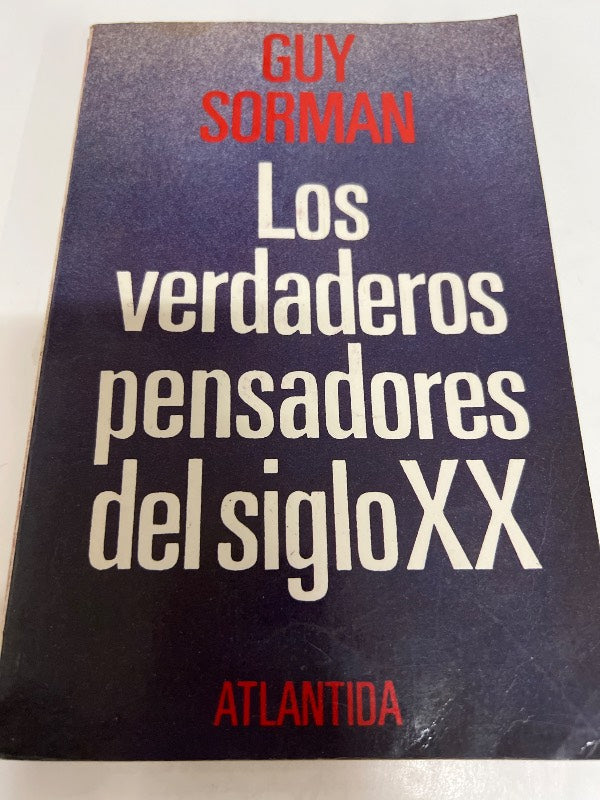 GUY
SORMAN
Los
verdaderos
pensadores
del siglo XX
ATLANTIDA